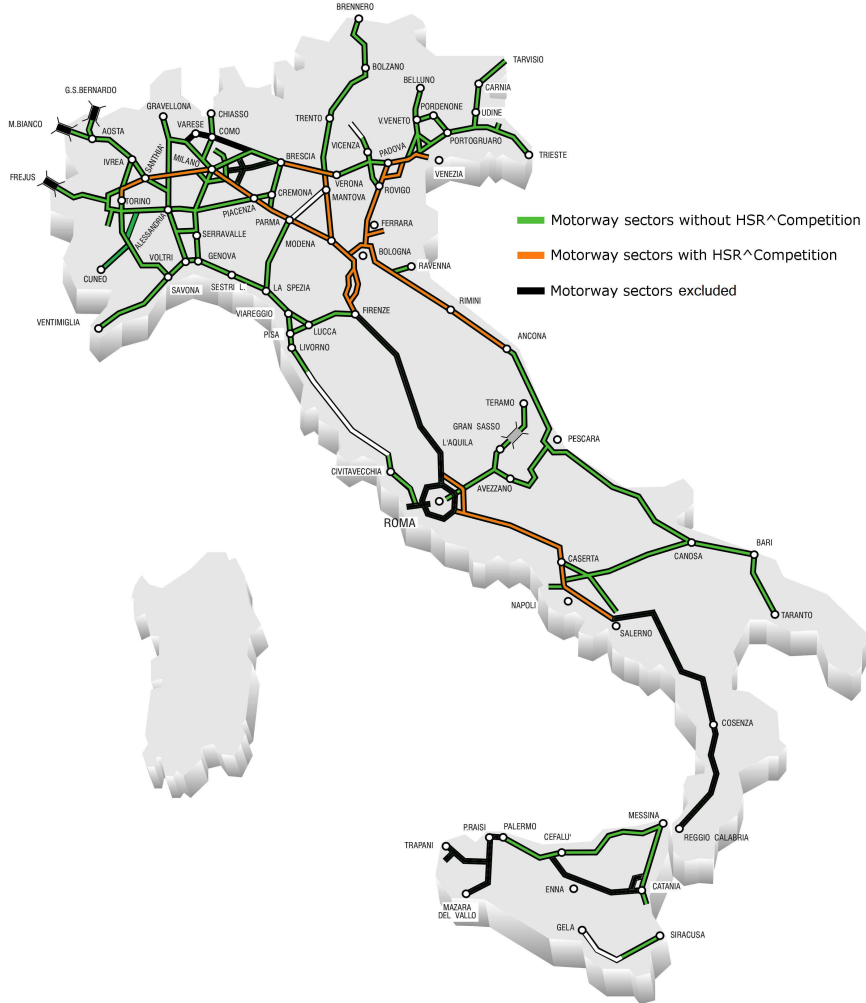 BRENNERO
TARVISIO
BOLZANO
BELLUNO
CARNIA
G.S.BERNARDO
GRAVELLONA
CHIASSO
PORDENONE
M.BIANCO
VARESE
COMO
TRENTO
V.VENETO
UDINE
AOSTA
VICENZA
PADOVA
PORTOGRUARO
IVREA
SANTHIA'
MILANO
BRESCIA
TRIESTE
FREJUS
VERONA
VENEZIA
TORINO
CREMONA
MANTOVA
ROVIGO
PIACENZA
PARMA
FERRARA
Motorway sectors without HSR^Competition
ALESSANDRIA
SERRAVALLE
MODENA
BOLOGNA
Motorway sectors with HSR^Competition
VOLTRI
GENOVA
RAVENNA
CUNEO
SAVONA
SESTRI L.
LA SPEZIA
Motorway sectors excluded
RIMINI
VENTIMIGLIA
VIAREGGIO
FIRENZE
PISA
LUCCA
LIVORNO
ANCONA
TERAMO
GRAN SASSO
L'AQUILA
PESCARA
CIVITAVECCHIA
AVEZZANO
ROMA
CASERTA
CANOSA
BARI
NAPOLI
SALERNO
TARANTO
COSENZA
MESSINA
P.RAISI
PALERMO
CEFALU'
REGGIO CALABRIA
TRAPANI
ENNA
CATANIA
MAZARA
DEL VALLO
GELA
SIRACUSA